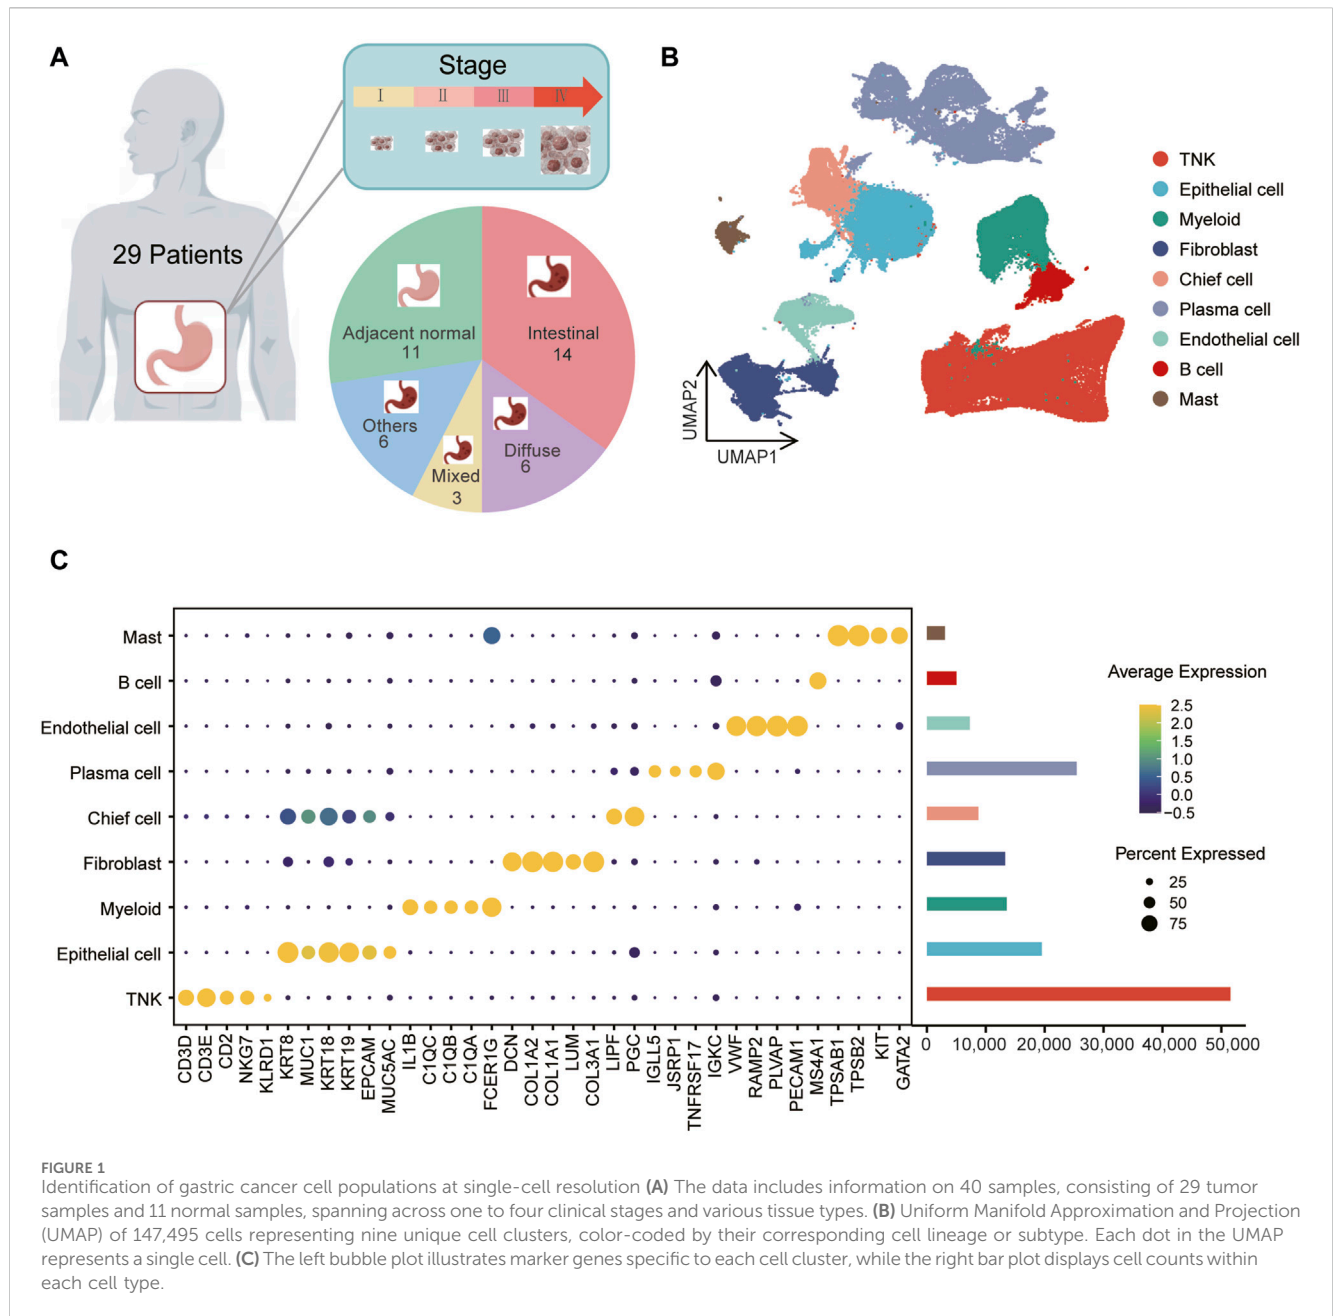 A
Stage
I
II
III
IV
29 Patients
Adjacent normal
11
Intestinal
14
Others
6
Mixed
3
Diffuse
6
B
UMAP2
UMAP1
TNK
Epithelial cell
Myeloid
Fibroblast
Chief cell
Plasma cell
Endothelial cell
B cell
Mast
C
Mast
B cell
Endothelial cell
Plasma cell
Chief cell
Fibroblast
Myeloid
Epithelial cell
TNK
CD3D
CD3E
CD2
NKG7
KLRD1
KRT8
MUC1
KRT18
KRT19
EPCAM
MUC5AC
IL1B
C1QC
C1QB
C1QA
FCER1G
DCN
COL1A2
COL1A1
LUM
COL3A1
LIPF
PGC
IGLL5
JSRP1
TNFRSF17
IGKC
VWF
RAMP2
PLVAP
PECAM1
MS4A1
TPSAB1
TPSB2
KIT
GATA2
0 10,000 30,000 50,000
Average Expression
2.5
2.0
1.5
1.0
0.5
0.0
−0.5
Percent Expressed
25
50
75
FIGURE 1
Identification of gastric cancer cell populations at single-cell resolution (A) The data includes information on 40 samples, consisting of 29 tumor
samples and 11 normal samples, spanning across one to four clinical stages and various tissue types. (B) Uniform Manifold Approximation and Projection
(UMAP) of 147,495 cells representing nine unique cell clusters, color-coded by their corresponding cell lineage or subtype. Each dot in the UMAP
represents a single cell. (C) The left bubble plot illustrates marker genes specific to each cell cluster, while the right bar plot displays cell counts within
each cell type.